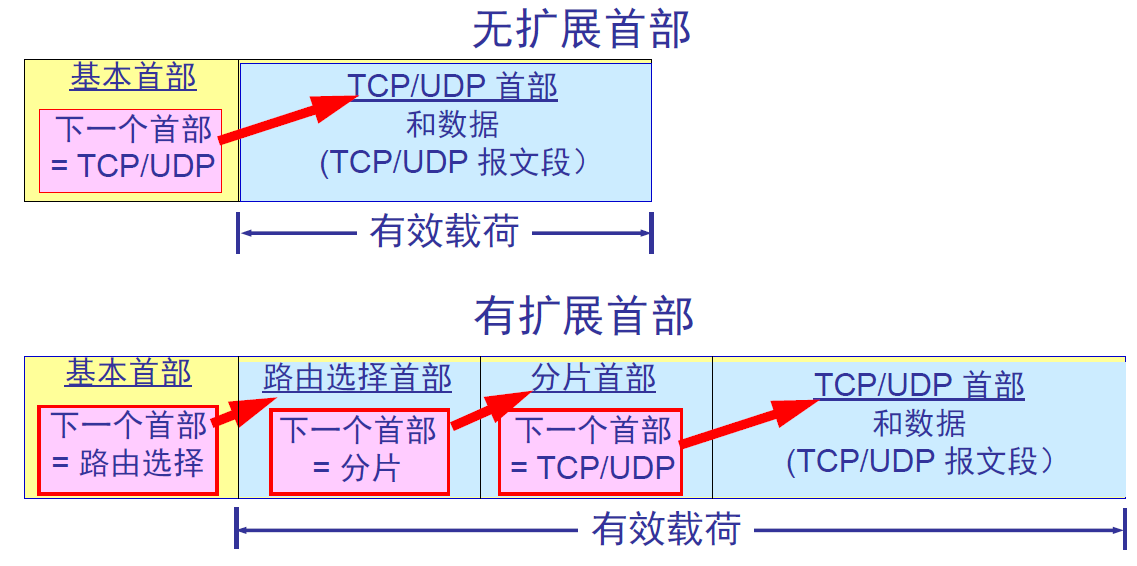 无扩展首部
基本首部
下一个首部
= TCP/UDP
TCP/UDP 首部
和数据
(TCP/UDP 报文段）
有效载荷
有扩展首部
基本首部
下一个首部
= 路由选择
路由选择首部
下一个首部
= 分片
分片首部
下一个首部
= TCP/UDP
TCP/UDP 首部
和数据
(TCP/UDP 报文段）
有效载荷